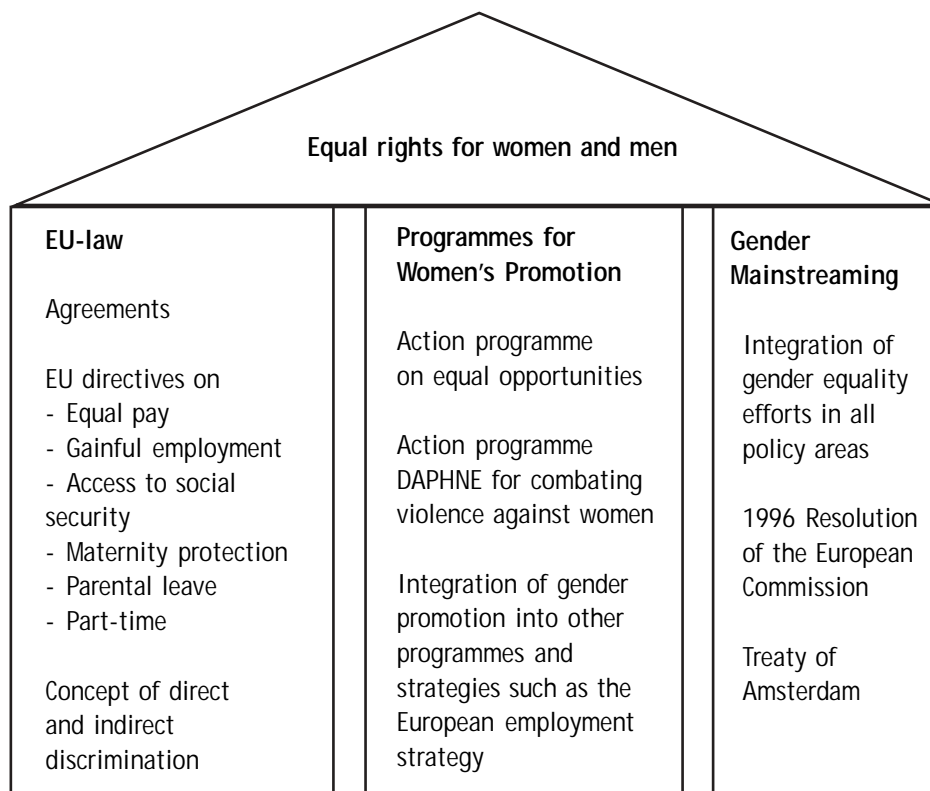 Equal rights for women and men
EU-law
Agreements
EU directives on
- Equal pay
- Gainful employment
- Access to social
security
- Maternity protection
- Parental leave
- Part-time
Concept of direct
and indirect
discrimination
Programmes for
Women's Promotion
Action programme
on equal opportunities
Action programme
DAPHNE for combating
violence against women
Integration of gender
promotion into other
programmes and
strategies such as the
European employment
strategy
Gender
Mainstreaming
Integration of
gender equality
efforts in all
policy areas
1996 Resolution
of the European
Commission
Treaty of
Amsterdam